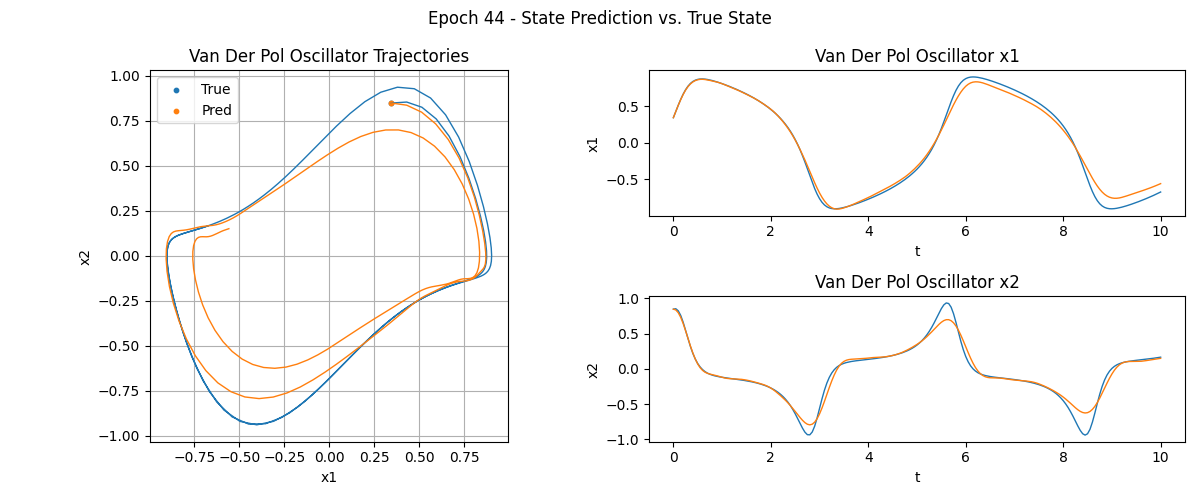 Epoch 44 - State Prediction vs. True State
Van Der Pol Oscillator Trajectories
True
Pred
1.00
0.75
0.50
0.25
0.00
−0.25
−0.50
−0.75
−1.00
x2
−0.75 −0.50 −0.25 0.00 0.25 0.50 0.75
x1
Van Der Pol Oscillator x1
0.5
0.0
−0.5
x1
0 2 4 6 8 10
t
Van Der Pol Oscillator x2
1.0
0.5
0.0
−0.5
−1.0
x2
0 2 4 6 8 10
t